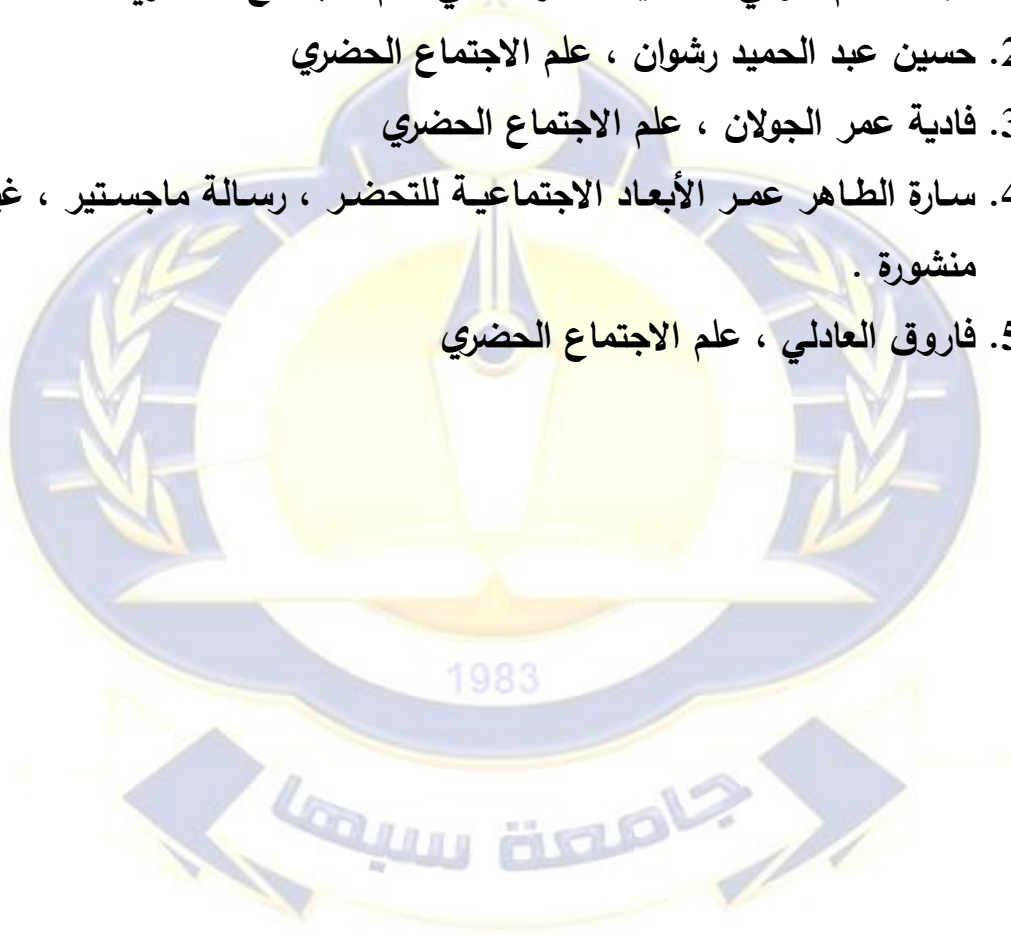 2. حسين عبد الحميد رشوان ، علم الاجتماع الحضري
3. فادية عمر الجولان ، علم الاجتماع الحضري
4. سارة الطاهر عمر الأبعاد الاجتماعية للتحضر ، رسالة ماجستير ،
منشورة .
5. فاروق العادلي ، علم الاجتماع الحضري
1983
جامعة سبها